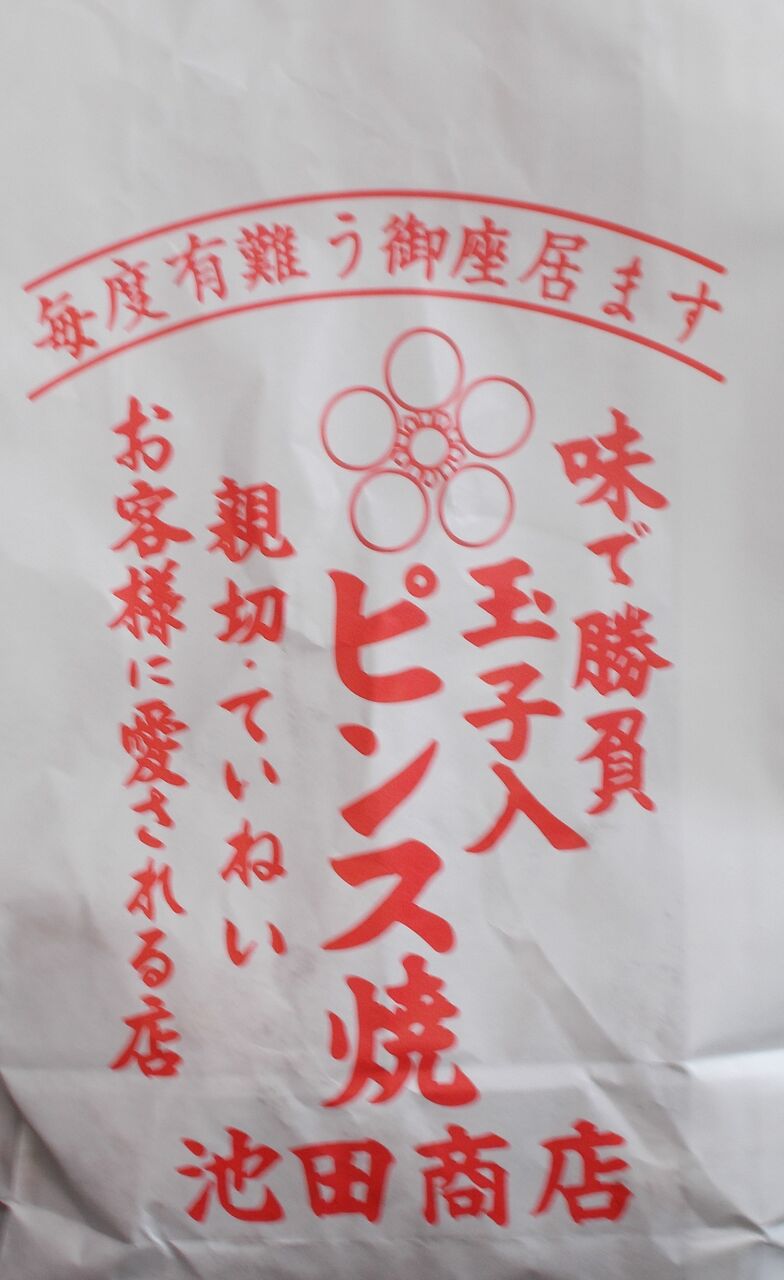 毎度有難う御座居ます
味で勝負
玉子入
ピンス焼
親切·ていねい
お客様に愛される店
池田商店